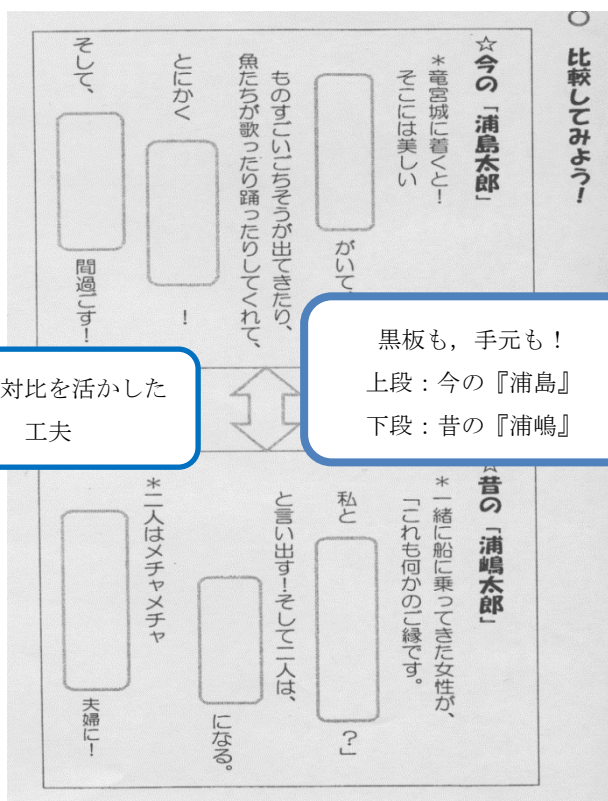 ○ 比較してみよう!
☆今の「浦島太郎」
*竜宮城に着くと!
そこには美しい
がいて、
ものすごいごちそうが出てきたり、
魚たちが歌ったり踊ったりしてくれて、
とにかく
!
そして、
間過ごす!
対比を活かした
工夫
黒板も,手元も!
上段:今の『浦島』
下段:昔の『浦嶋』
☆昔の「浦嶋太郎」
*一緒に船に乗ってきた女性が、
「これも何かのご縁です。
私と
?」
と言い出す!そして二人は、
になる。
*二人はメチャメチャ
夫婦に!